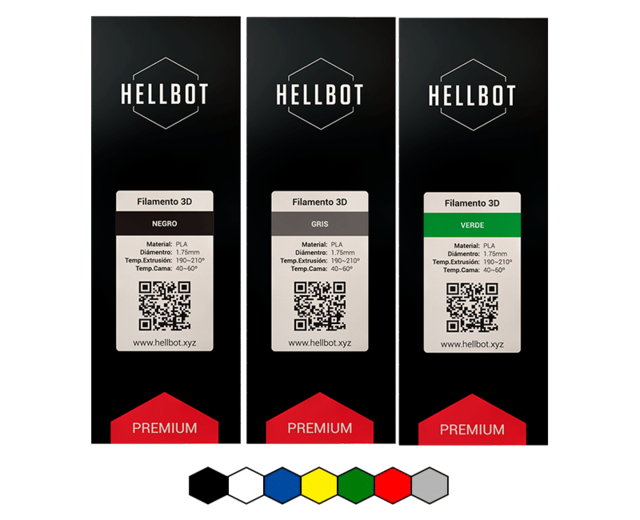 HELLBOT
Filamento 3D
NEGRO
Material: PLA
Diámentro: 1.75mm
Temp.Extrusión: 190~210º
Temp.Cama: 40~60º
www.hellbot.xyz
PREMIUM
HELLBOT
Filamento 3D
GRIS
Material: PLA
Diámentro: 1.75mm
Temp.Extrusión: 190~210º
Temp.Cama: 40~60º
www.hellbot.xyz
PREMIUM
HELLBOT
Filamento 3D
VERDE
Material: PLA
Diámentro: 1.75mm
Temp.Extrusión: 190~210º
Temp.Cama: 40~60º
www.hellbot.xyz
PREMIUM